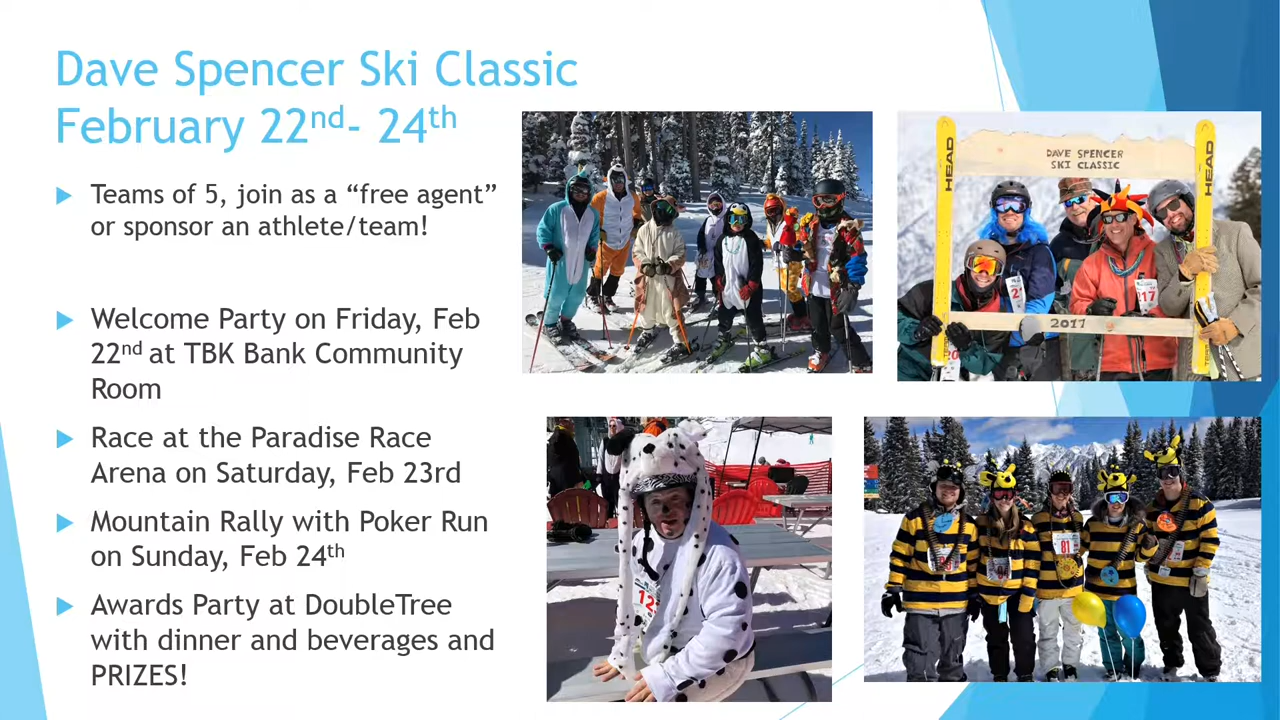 Dave Spencer Ski Classic
February 22nd- 24th
Teams of 5, join as a “free agent”
or sponsor an athlete/team!
Welcome Party on Friday, Feb
22nd at TBK Bank Community
Room
Race at the Paradise Race
Arena on Saturday, Feb 23rd
Mountain Rally with Poker Run
on Sunday, Feb 24th
Awards Party at DoubleTree
with dinner and beverages and
PRIZES!
DAVE SPENCER
SKI CLASSIC
HEAD
HEAD
217
2017
12
81